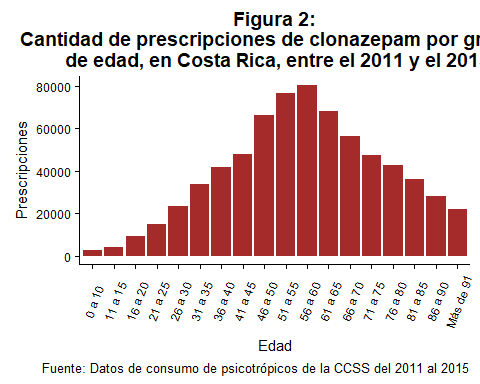 Figura 2:
Cantidad de prescripciones de clonazepam por gr
de edad, en Costa Rica, entre el 2011 y el 201
Prescripciones
80000
60000
40000
20000
0
0 a 10
11 a 15
16 a 20
21 a 25
26 a 30
31 a 35
36 a 40
41 a 45
46 a 50
51 a 55
56 a 60
61 a 65
66 a 70
71 a 75
76 a 80
81 a 85
86 a 90
Más de 91
Edad
Fuente: Datos de consumo de psicotrópicos de la CCSS del 2011 al 2015